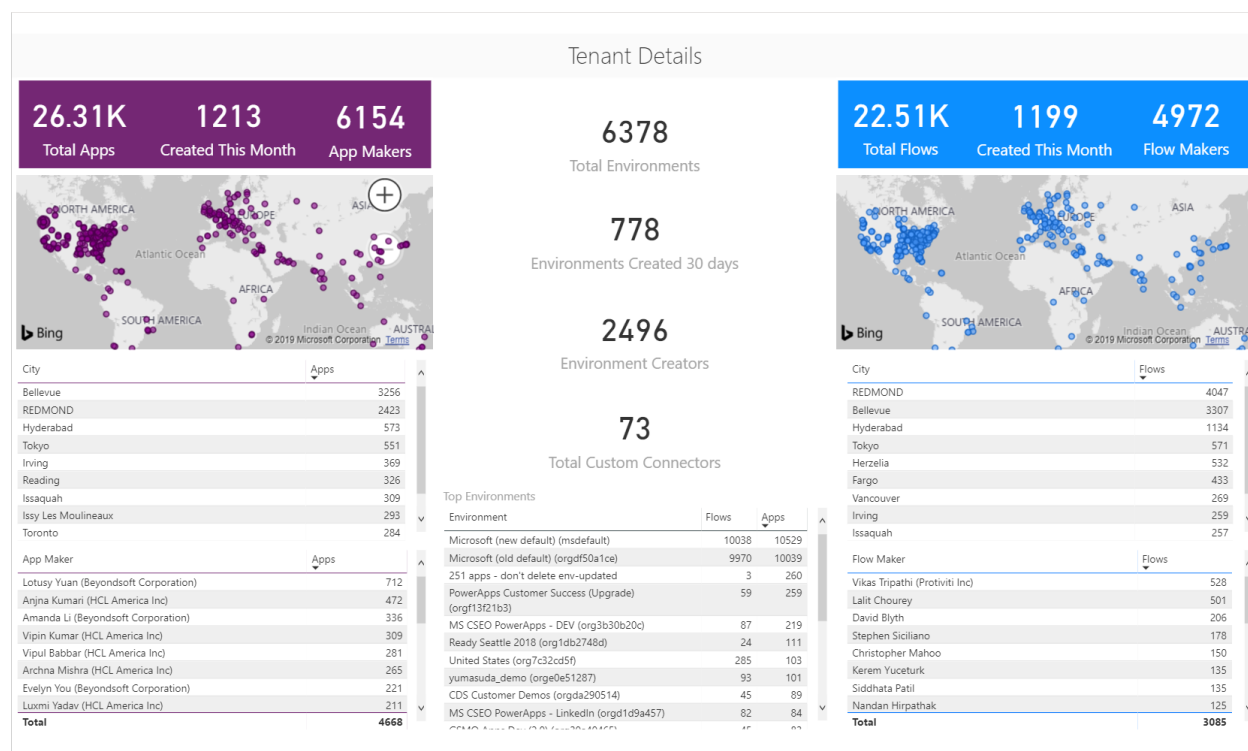 Tenant Details
26.31K 1213 6154
Total Apps Created This Month App Makers
6378
Total Environments
22.51K 1199 4972
Total Flows Created This Month Flow Makers
NORTH AMERICA
EUROPE
ASIA
Atlantic Ocean
AFRICA
SOUTH AMERICA
Indian Ocean
AUSTRAL
Bing
© 2019 Microsoft Corporation Terms
778
Environments Created 30 days
2496
Environment Creators
73
Total Custom Connectors
NORTH AMERICA
EUROPE
ASIA
Atlantic Ocean
AFRICA
SOUTH AMERICA
Indian Ocean
AUSTR
Bing
© 2019 Microsoft Corporation Terms
City Apps
Bellevue 3256
REDMOND 2423
Hyderabad 573
Tokyo 551
Irving 369
Reading 326
Issaquah 309
Issy Les Moulineaux 293
Toronto 284
App Maker Apps
Lotusy Yuan (Beyondsoft Corporation) 712
Anjna Kumari (HCL America Inc) 472
Amanda Li (Beyondsoft Corporation) 336
Vipin Kumar (HCL America Inc) 309
Vipul Babbar (HCL America Inc) 281
Archna Mishra (HCL America Inc) 265
Evelyn You (Beyondsoft Corporation) 221
Luxmi Yadav (HCL America Inc) 211
Total 4668
Top Environments
Environment Flows Apps
Microsoft (new default) (msdefault) 10038 10529
Microsoft (old default) (orgdf50a1ce) 9970 10039
251 apps - don't delete env-updated 3 260
PowerApps Customer Success (Upgrade) 59 259
(orgf13f21b3)
MS CSEO PowerApps - DEV (org3b30b20c) 87 219
Ready Seattle 2018 (org1db2748d) 24 111
United States (org7c32cd5f) 285 103
yumasuda_demo (orge0e51287) 93 101
CDS Customer Demos (orgda290514) 45 89
MS CSEO PowerApps - LinkedIn (orgd1d9a457) 82 84
City Flows
REDMOND 4047
Bellevue 3307
Hyderabad 1134
Tokyo 571
Herzelia 532
Fargo 433
Vancouver 269
Irving 259
Issaquah 257
Flow Maker Flows
Vikas Tripathi (Protiviti Inc) 528
Lalit Chourey 501
David Blyth 206
Stephen Siciliano 178
Christopher Mahoo 150
Kerem Yuceturk 135
Siddhata Patil 135
Nandan Hirpathak 125
Total 3085